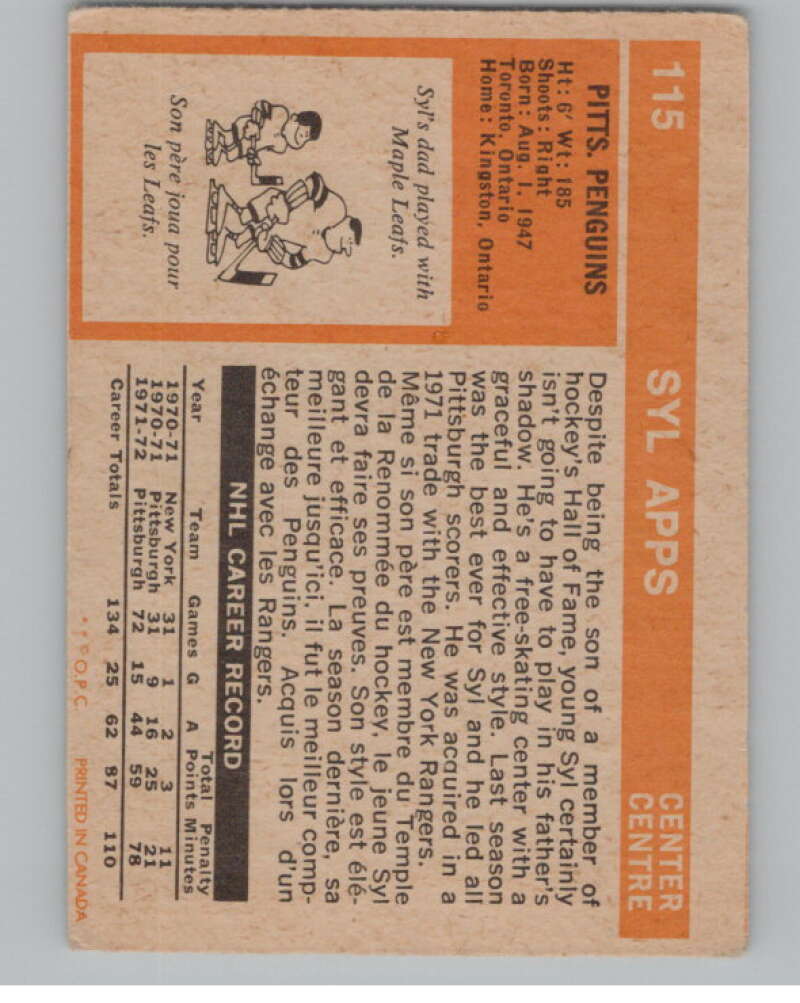 115 SYL APPS CENTER
CENTRE
PITTS. PENGUINS
Ht: 6' Wt: 185
Shoots: Right
Born: Aug. 1, 1947
Toronto, Ontario
Home: Kingston, Ontario
Syl's dad played with
Maple Leafs.
Son père joua pour
les Leafs.
Despite being the son of a member of
hockey's Hall of Fame, young Syl certainly
isn't going to have to play in his father's
shadow. He's a free-skating center with a
graceful and effective style. Last season
was the best ever for Syl and he led all
Pittsburgh scorers. He was acquired in a
1971 trade with the New York Rangers.
Même si son père est membre du Temple
de la Renommée du hockey, le jeune Syl
devra faire ses preuves. Son style est élé-
gant et efficace. La saison dernière, sa
meilleure jusqu'ici, il fut le meilleur comp-
teur des Penguins. Acquis lors d'un
échange avec les Rangers.
NHL CAREER RECORD
Total Penalty
Year Team Games G A Points Minutes
1970-71 New York 31 1 2 3 11
1970-71 Pittsburgh 31 9 16 25 21
1971-72 Pittsburgh 72 15 44 59 78
Career Totals 134 25 62 87 110
* * © O.P.C. PRINTED IN CANADA